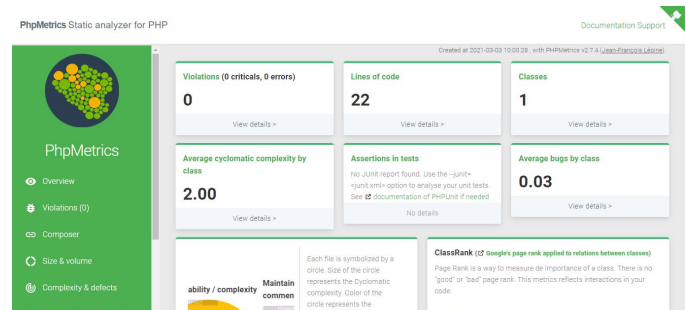 PhpMetrics Static analyzer for PHP
Documentation Support
Created at 2021-03-03 10:00:28 , with PHPMetrics v2.7.4 (Jean-François Lépine).
PhpMetrics
Overview
Violations (0)
Composer
Size & volume
Complexity & defects
Violations (0 criticals, 0 errors)
0
View details >
Lines of code
22
View details >
Classes
1
View details >
Average cyclomatic complexity by
class
2.00
View details >
Assertions in tests
No JUnit report found. Use the --junit=
<junit.xml> option to analyse your unit tests.
See documentation of PHPUnit if needed
No details
Average bugs by class
0.03
View details >
ability / complexity
Maintain
commen
Each file is symbolized by a
circle. Size of the circle
represents the Cyclomatic
complexity. Color of the
circle represents the
ClassRank (Google's page rank applied to relations between classes)
Page Rank is a way to measure de importance of a class. There is no
"good" or "bad" page rank. This metrics reflects interactions in your
code.